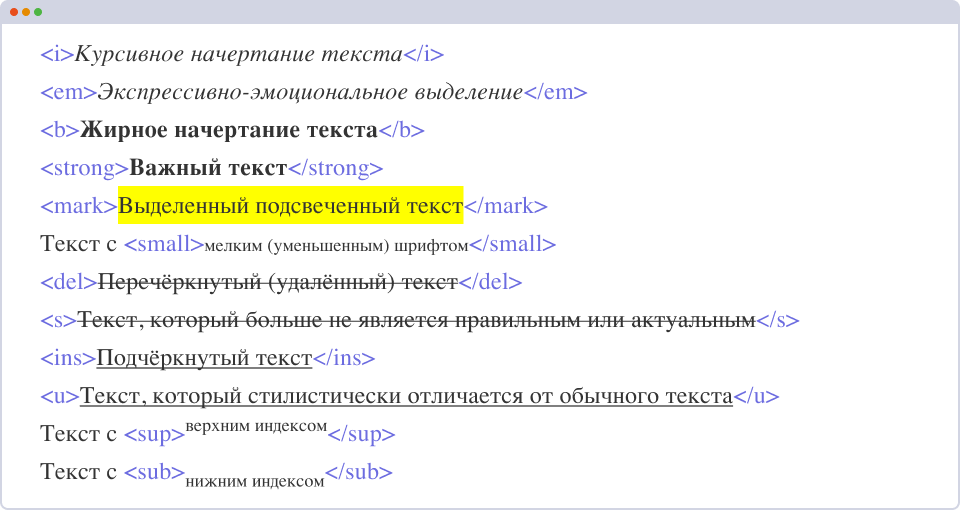 <i>Курсивное начертание текста</i>
<em>Экспрессивно-эмоциональное выделение</em>
<b>Жирное начертание текста</b>
<strong>Важный текст</strong>
<mark>Выделенный подсвеченный текст</mark>
Текст с <small>мелким (уменьшенным) шрифтом</small>
<del>Перечёркнутый (удалённый) текст</del>
<s>Текст, который больше не является правильным или актуальным</s>
<ins>Подчёркнутый текст</ins>
<u>Текст, который стилистически отличается от обычного текста</u>
Текст с <sup>верхним индексом</sup>
Текст с <sub>нижним индексом</sub>